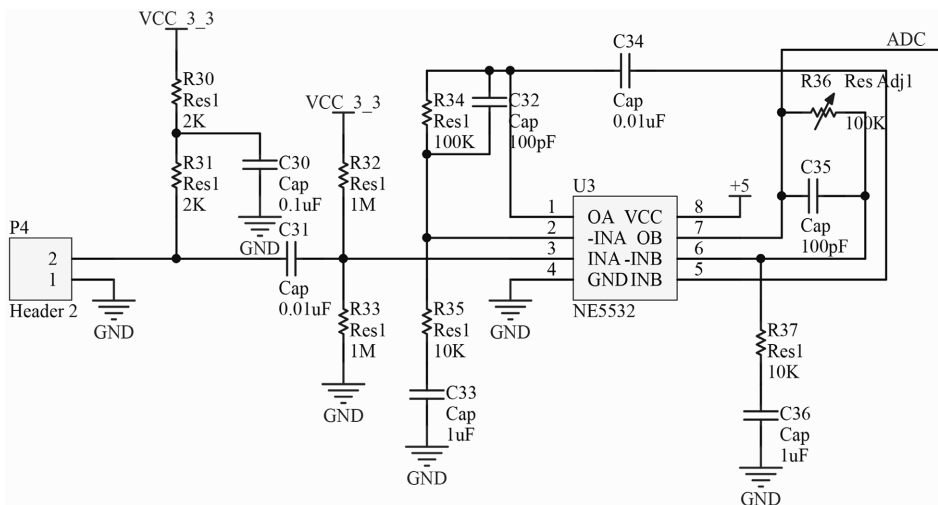 VCC_3_3
R30
Res1
2K
R31
Res1
2K
C30
Cap
0.1uF
GND
P4
2
1
Header 2
GND
C31
Cap
0.01uF
VCC_3_3
R32
Res1
1M
R33
Res1
1M
GND
R34
Res1
100K
C32
Cap
100pF
C34
Cap
0.01uF
R35
Res1
10K
C33
Cap
1uF
GND
GND
U3
1 OA VCC 8
2 -INA OB 7
3 INA -INB 6
4 GND INB 5
NE5532
+5
ADC
R36 Res Adj1
100K
C35
Cap
100pF
R37
Res1
10K
C36
Cap
1uF
GND